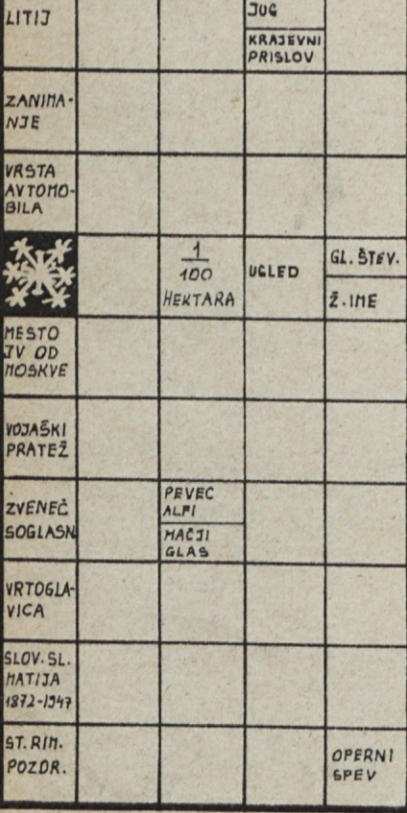 LITIJ
JUG
KRAJEVNI
PRISLOV
ZANIMA-
NJE
VRSTA
AVTOMO-
BILA
1
100
HEKTARA
UGLED
GL. ŠTEV.
Ž. IME
MESTO
JV OD
MOSKVE
VOJAŠKI
PRATEŽ
ZVENEČ
SOGLASN
PEVEC
ALFI
MAČJI
GLAS
VRTOGLA-
VICA
SLOV. SL.
MATIJA
1872-1947
ST. RIM.
POZDR.
OPERNI
SPEV